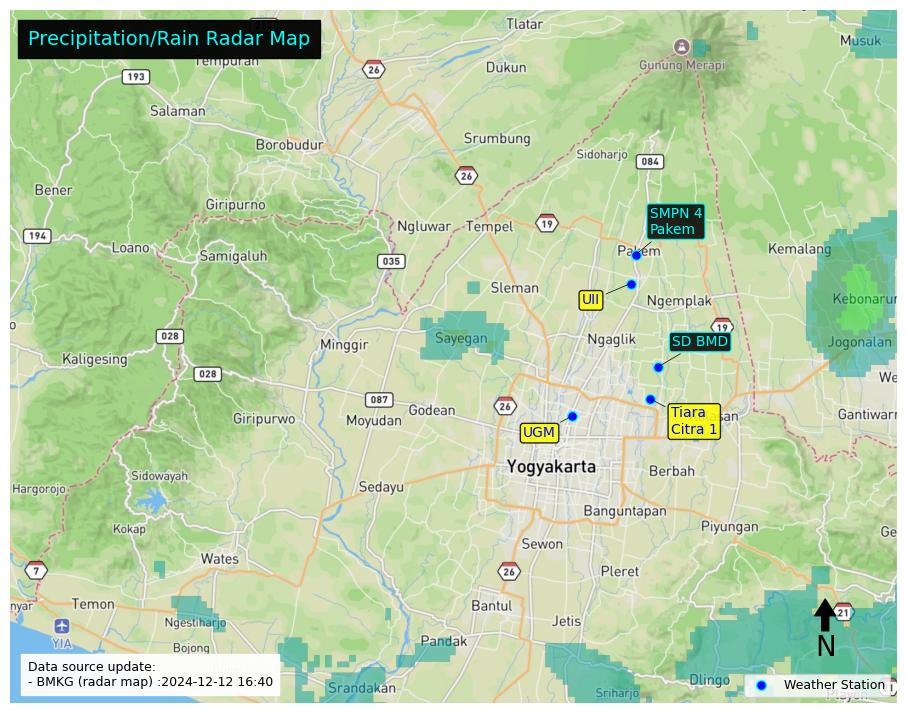 Precipitation/Rain Radar Map
Tlatar
Musuk
Tempuran
26
Gunung Merapi
193
Dukun
Salaman
Borobudur
Srumbung
Sidoharjo
084
26
Bener
Giripurno
SMPN 4
Pakem
194
Loano
Samigaluh
Ngluwar
Tempel
19
Pakem
Kemalang
035
Sleman
UII
Ngemplak
Kebonarun
028
Minggir
Sayegan
Ngaglik
19
SD BMD
Jogonalan
Kaligesing
028
087
Godean
26
Giripurwo
Moyudan
UGM
Tiara
Citra 1
Gantiwarn
Yogyakarta
Berbah
Sidowayah
Hargorojo
Sedayu
Banguntapan
Kokap
Piyungan
Wates
Sewon
7
26
Pleret
Temon
Bantul
21
Ngestiharjo
Jetis
YIA
Bojong
Pandak
N
Data source update:
- BMKG (radar map) :2024-12-12 16:40
Srandakan
Sriharjo
Dlingo
Weather Station